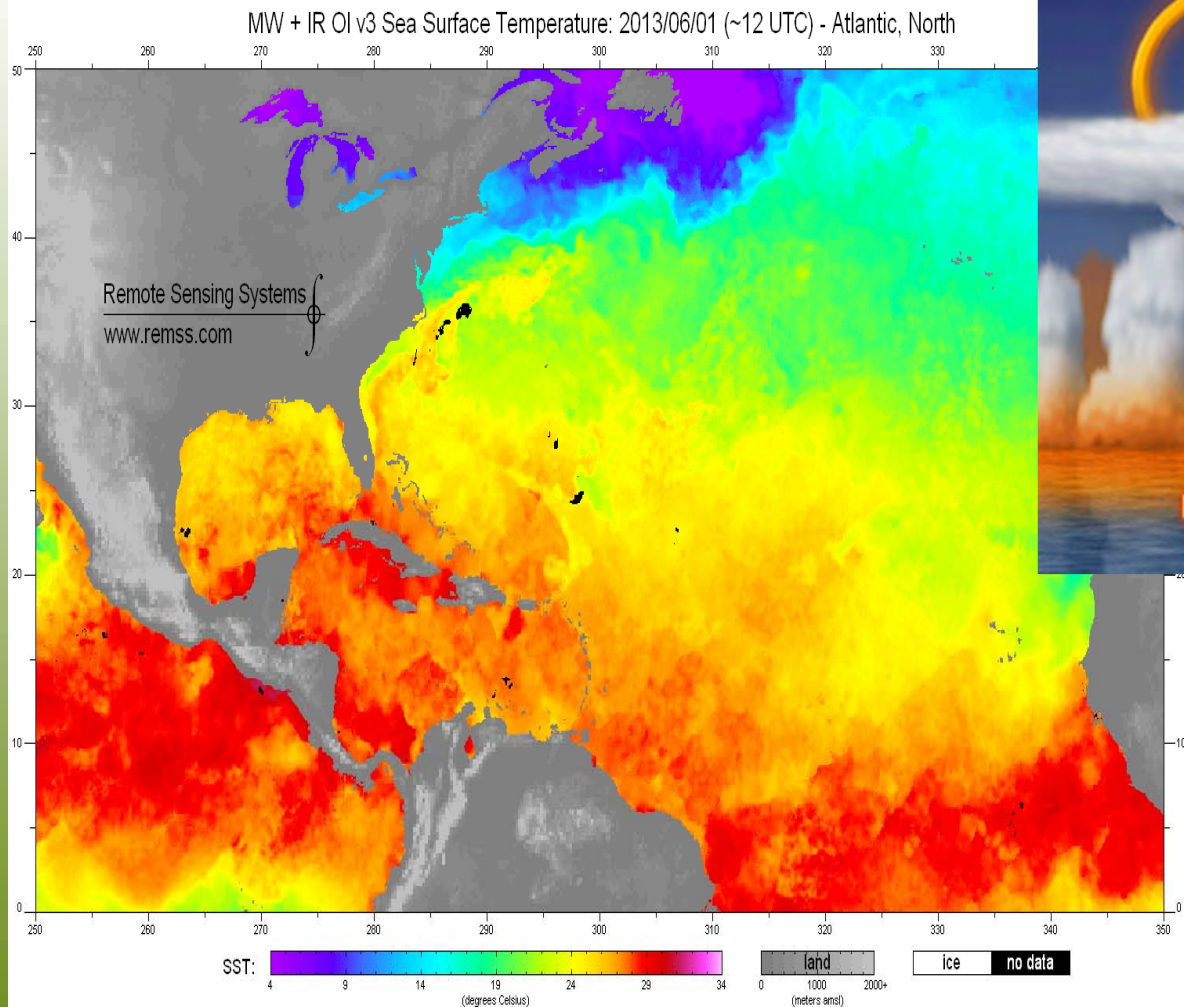 MW + IR OI v3 Sea Surface Temperature: 2013/06/01 (~12 UTC) - Atlantic, North
250 260 270 280 290 300 310 320 330
50
40
Remote Sensing Systems
www.remss.com
30
20
10 10
0 0
250 260 270 280 290 300 310 320 330 340 350
SST: land ice no data
4 9 14 19 24 29 34 0 1000 2000+
(degrees Celsius) (meters amsl)